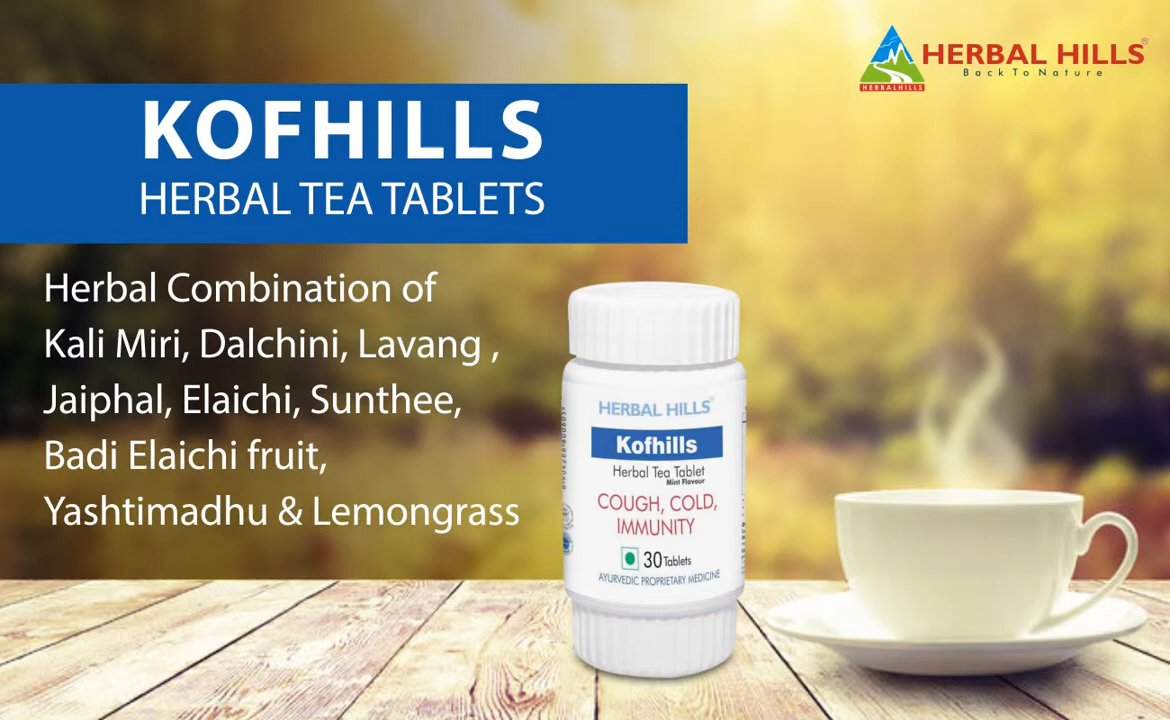 HERBAL HILLS®
Back To Nature
HERBALHILLS
KOFHILLS
HERBAL TEA TABLETS
Herbal Combination of
Kali Miri, Dalchini, Lavang ,
Jaiphal, Elaichi, Sunthee,
Badi Elaichi fruit,
Yashtimadhu & Lemongrass
HERBAL HILLS®
Kofhills
Herbal Tea Tablet
Mint Flavour
COUGH, COLD,
IMMUNITY
30 Tablets
AYURVEDIC PROPRIETARY MEDICINE